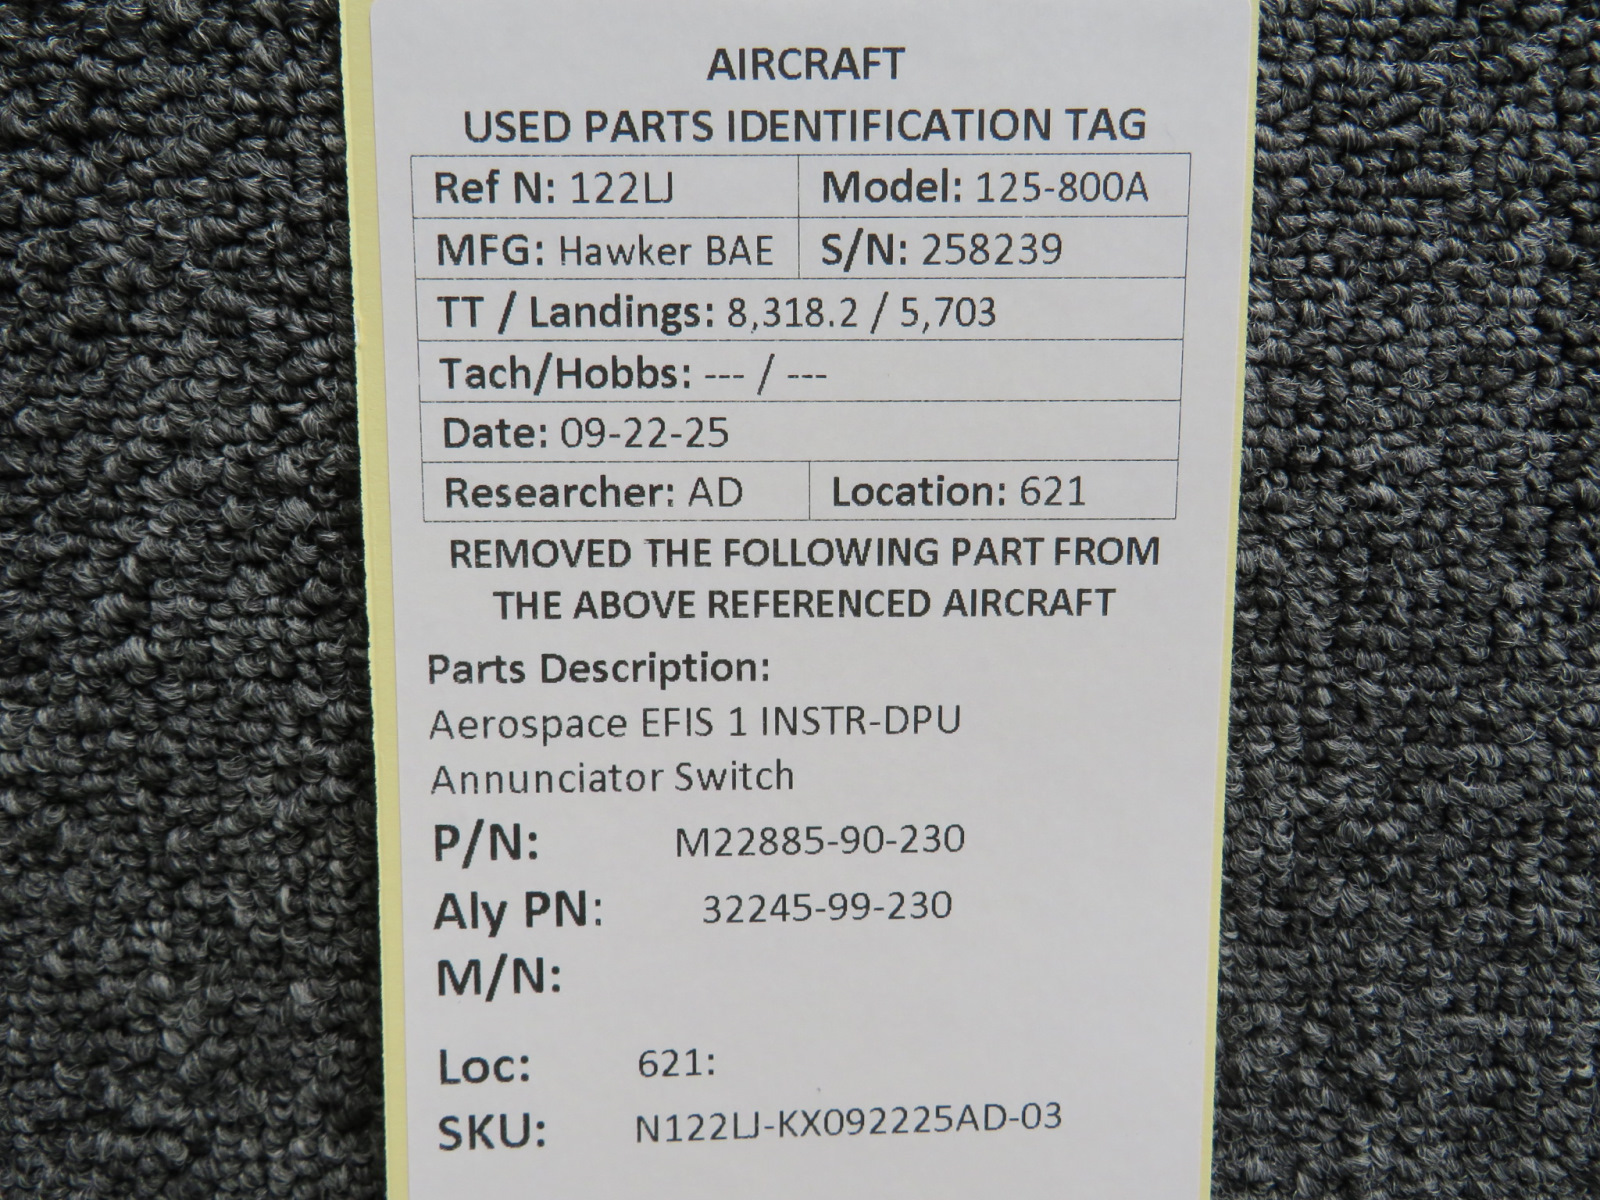 AIRCRAFT
USED PARTS IDENTIFICATION TAG
Ref N: 122LJ Model: 125-800A
MFG: Hawker BAE S/N: 258239
TT / Landings: 8,318.2 / 5,703
Tach/Hobbs: --- / ---
Date: 09-22-25
Researcher: AD Location: 621
REMOVED THE FOLLOWING PART FROM
THE ABOVE REFERENCED AIRCRAFT
Parts Description:
Aerospace EFIS 1 INSTR-DPU
Annunciator Switch
P/N: M22885-90-230
Aly PN: 32245-99-230
M/N:
Loc: 621:
SKU: N122LJ-KX092225AD-03